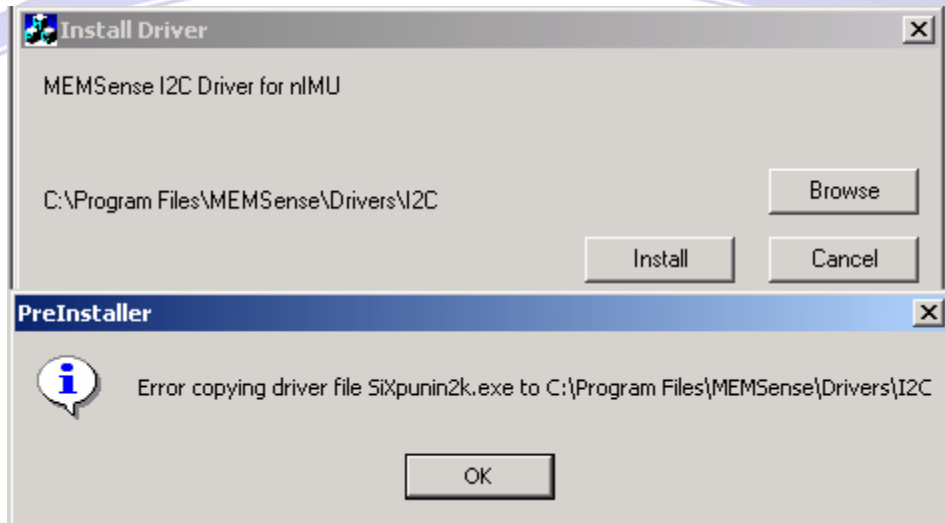 Install Driver
MEMSense I2C Driver for nIMU
C:\Program Files\MEMSense\Drivers\I2C
Browse
Install
Cancel
PreInstaller
Error copying driver file SiXpunin2k.exe to C:\Program Files\MEMSense\Drivers\I2C
OK